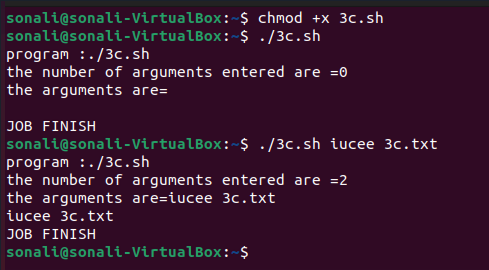 sonali@sonali-VirtualBox:~$ chmod +x 3c.sh
sonali@sonali-VirtualBox:~$ ./3c.sh
program :./3c.sh
the number of arguments entered are =0
the arguments are=

JOB FINISH
sonali@sonali-VirtualBox:~$ ./3c.sh iucee 3c.txt
program :./3c.sh
the number of arguments entered are =2
the arguments are=iucee 3c.txt
iucee 3c.txt
JOB FINISH
sonali@sonali-VirtualBox:~$